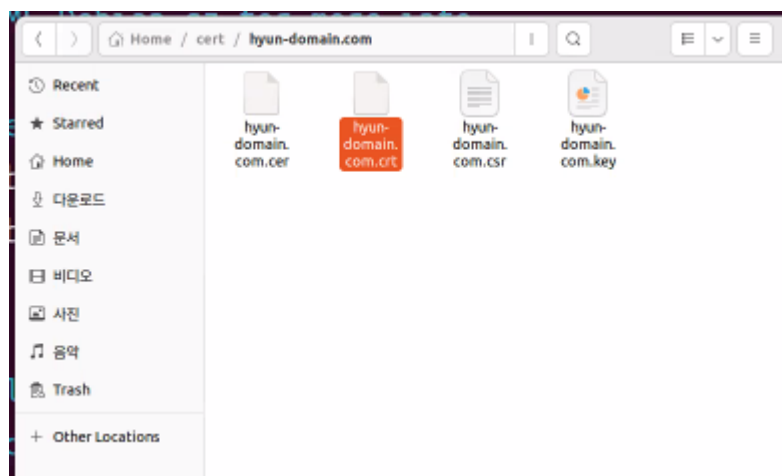 Home / cert / hyun-domain.com
Recent
Starred
Home
다운로드
문서
비디오
사진
음악
Trash
+ Other Locations
hyun-
domain.
com.cer
hyun-
domain.
com.crt
hyun-
domain.
com.csr
hyun-
domain.
com.key